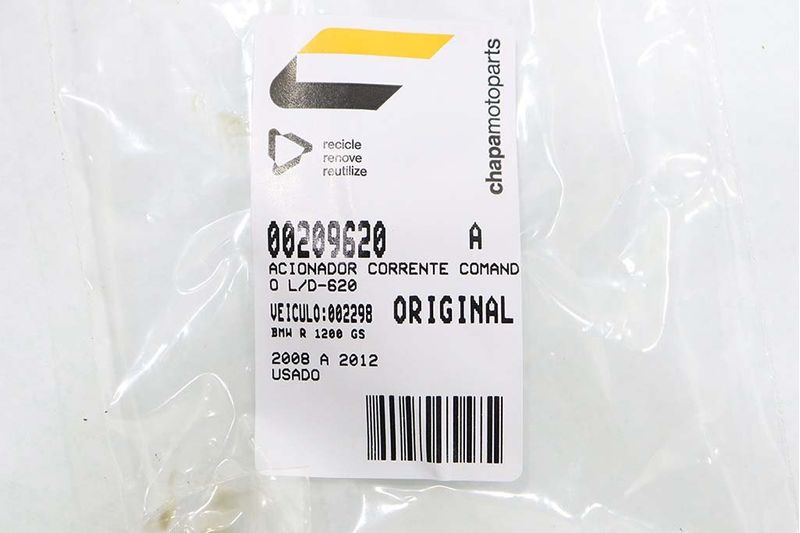 recicle
renove
reutilize
chapamotoparts
00209620 A
ACIONADOR CORRENTE COMAND
O L/D-620
VEICULO:002298 ORIGINAL
BMW R 1200 GS
2008 A 2012
USADO